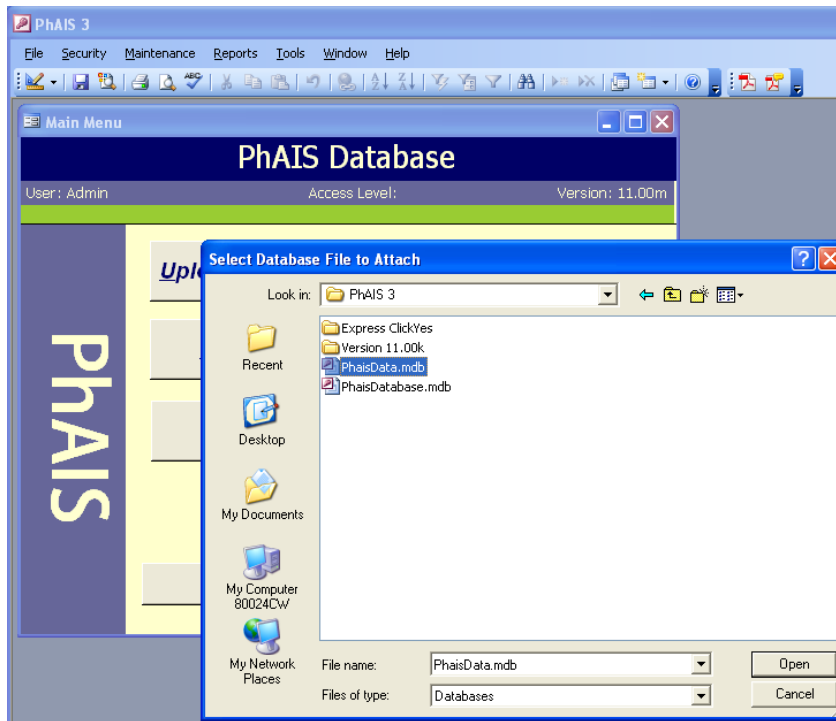 PhAIS 3
File Security Maintenance Reports Tools Window Help
Main Menu
PhAIS Database
User: Admin Access Level: Version: 11.00m
PhAIS
Select Database File to Attach
Look in: PhAIS 3
Express ClickYes
Version 11.00k
PhaisData.mdb
PhaisDatabase.mdb
Recent
Desktop
My Documents
My Computer
80024CW
My Network
Places
File name: PhaisData.mdb Open
Files of type: Databases Cancel